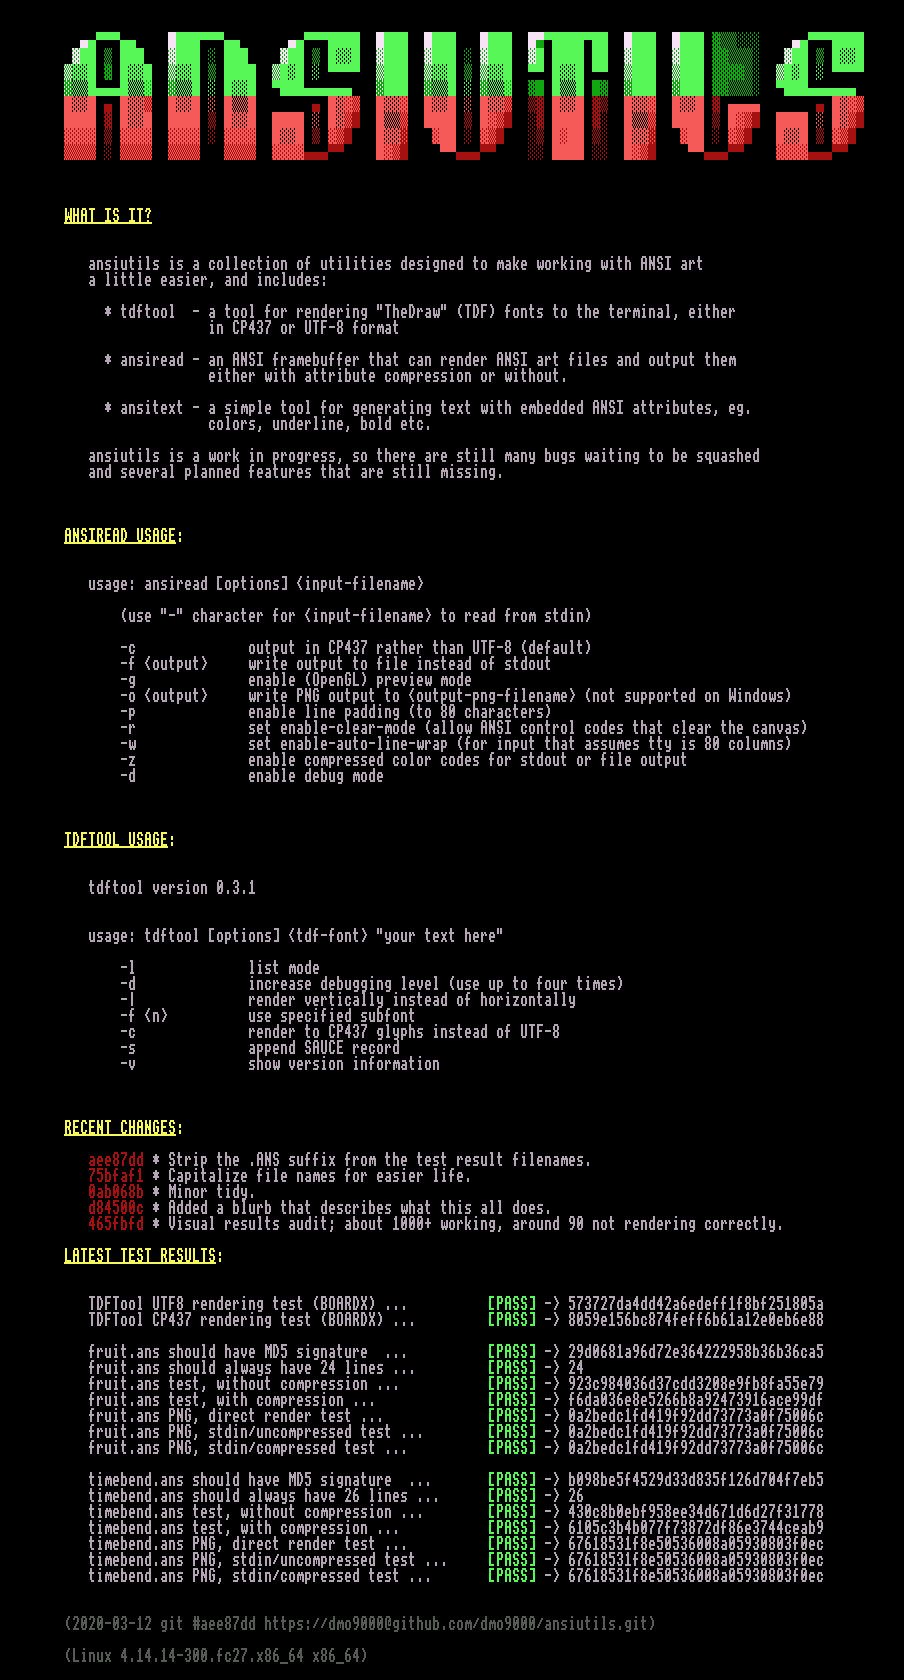 ANSIUTILS
WHAT IS IT?
ansiutils is a collection of utilities designed to make working with ANSI art
a little easier, and includes:
* tdftool  - a tool for rendering "TheDraw" (TDF) fonts to the terminal, either
in CP437 or UTF-8 format
* ansiread - an ANSI framebuffer that can render ANSI art files and output them
either with attribute compression or without.
* ansitext - a simple tool for generating text with embedded ANSI attributes, eg.
colors, underline, bold etc.
ansiutils is a work in progress, so there are still many bugs waiting to be squashed
and several planned features that are still missing.
ANSIREAD USAGE:
usage: ansiread [options] <input-filename>
(use "-" character for <input-filename> to read from stdin)
-c              output in CP437 rather than UTF-8 (default)
-f <output>     write output to file instead of stdout
-g              enable (OpenGL) preview mode
-o <output>     write PNG output to <output-png-filename> (not supported on Windows)
-p              enable line padding (to 80 characters)
-r              set enable-clear-mode (allow ANSI control codes that clear the canvas)
-w              set enable-auto-line-wrap (for input that assumes tty is 80 columns)
-z              enable compressed color codes for stdout or file output
-d              enable debug mode
TDFTOOL USAGE:
tdftool version 0.3.1
usage: tdftool [options] <tdf-font> "your text here"
-l              list mode
-d              increase debugging level (use up to four times)
-|              render vertically instead of horizontally
-f <n>          use specified subfont
-c              render to CP437 glyphs instead of UTF-8
-s              append SAUCE record
-v              show version information
RECENT CHANGES:
aee87dd * Strip the .ANS suffix from the test result filenames.
75bfaf1 * Capitalize file names for easier life.
0ab068b * Minor tidy.
d84500c * Added a blurb that describes what this all does.
465fbfd * Visual results audit; about 1000+ working, around 90 not rendering correctly.
LATEST TEST RESULTS:
TDFTool UTF8 rendering test (BOARDX) ...          [PASS] -> 573727da4dd42a6edeff1f8bf251805a
TDFTool CP437 rendering test (BOARDX) ...         [PASS] -> 8059e156bc874feff6b61a12e0eb6e88
fruit.ans should have MD5 signature  ...          [PASS] -> 29d0681a96d72e364222958b36b36ca5
fruit.ans should always have 24 lines ...         [PASS] -> 24
fruit.ans test, without compression ...           [PASS] -> 923c984036d37cdd3208e9fb8fa55e79
fruit.ans test, with compression ...              [PASS] -> f6da036e8e5266b8a92473916ace99df
fruit.ans PNG, direct render test ...             [PASS] -> 0a2bedc1fd419f92dd73773a0f75006c
fruit.ans PNG, stdin/uncompressed test ...        [PASS] -> 0a2bedc1fd419f92dd73773a0f75006c
fruit.ans PNG, stdin/compressed test ...          [PASS] -> 0a2bedc1fd419f92dd73773a0f75006c
timebend.ans should have MD5 signature  ...       [PASS] -> b098be5f4529d33d835f126d704f7eb5
timebend.ans should always have 26 lines ...      [PASS] -> 26
timebend.ans test, without compression ...        [PASS] -> 430c8b0ebf958ee34d671d6d27f31778
timebend.ans test, with compression ...           [PASS] -> 6105c3b4b077f73872df86e3744ceab9
timebend.ans PNG, direct render test ...          [PASS] -> 67618531f8e50536008a05930803f0ec
timebend.ans PNG, stdin/uncompressed test ...     [PASS] -> 67618531f8e50536008a05930803f0ec
timebend.ans PNG, stdin/compressed test ...       [PASS] -> 67618531f8e50536008a05930803f0ec
(2020-03-12 git #aee87dd https://dmo9000@github.com/dmo9000/ansiutils.git)
(Linux 4.14.14-300.fc27.x86_64 x86_64)